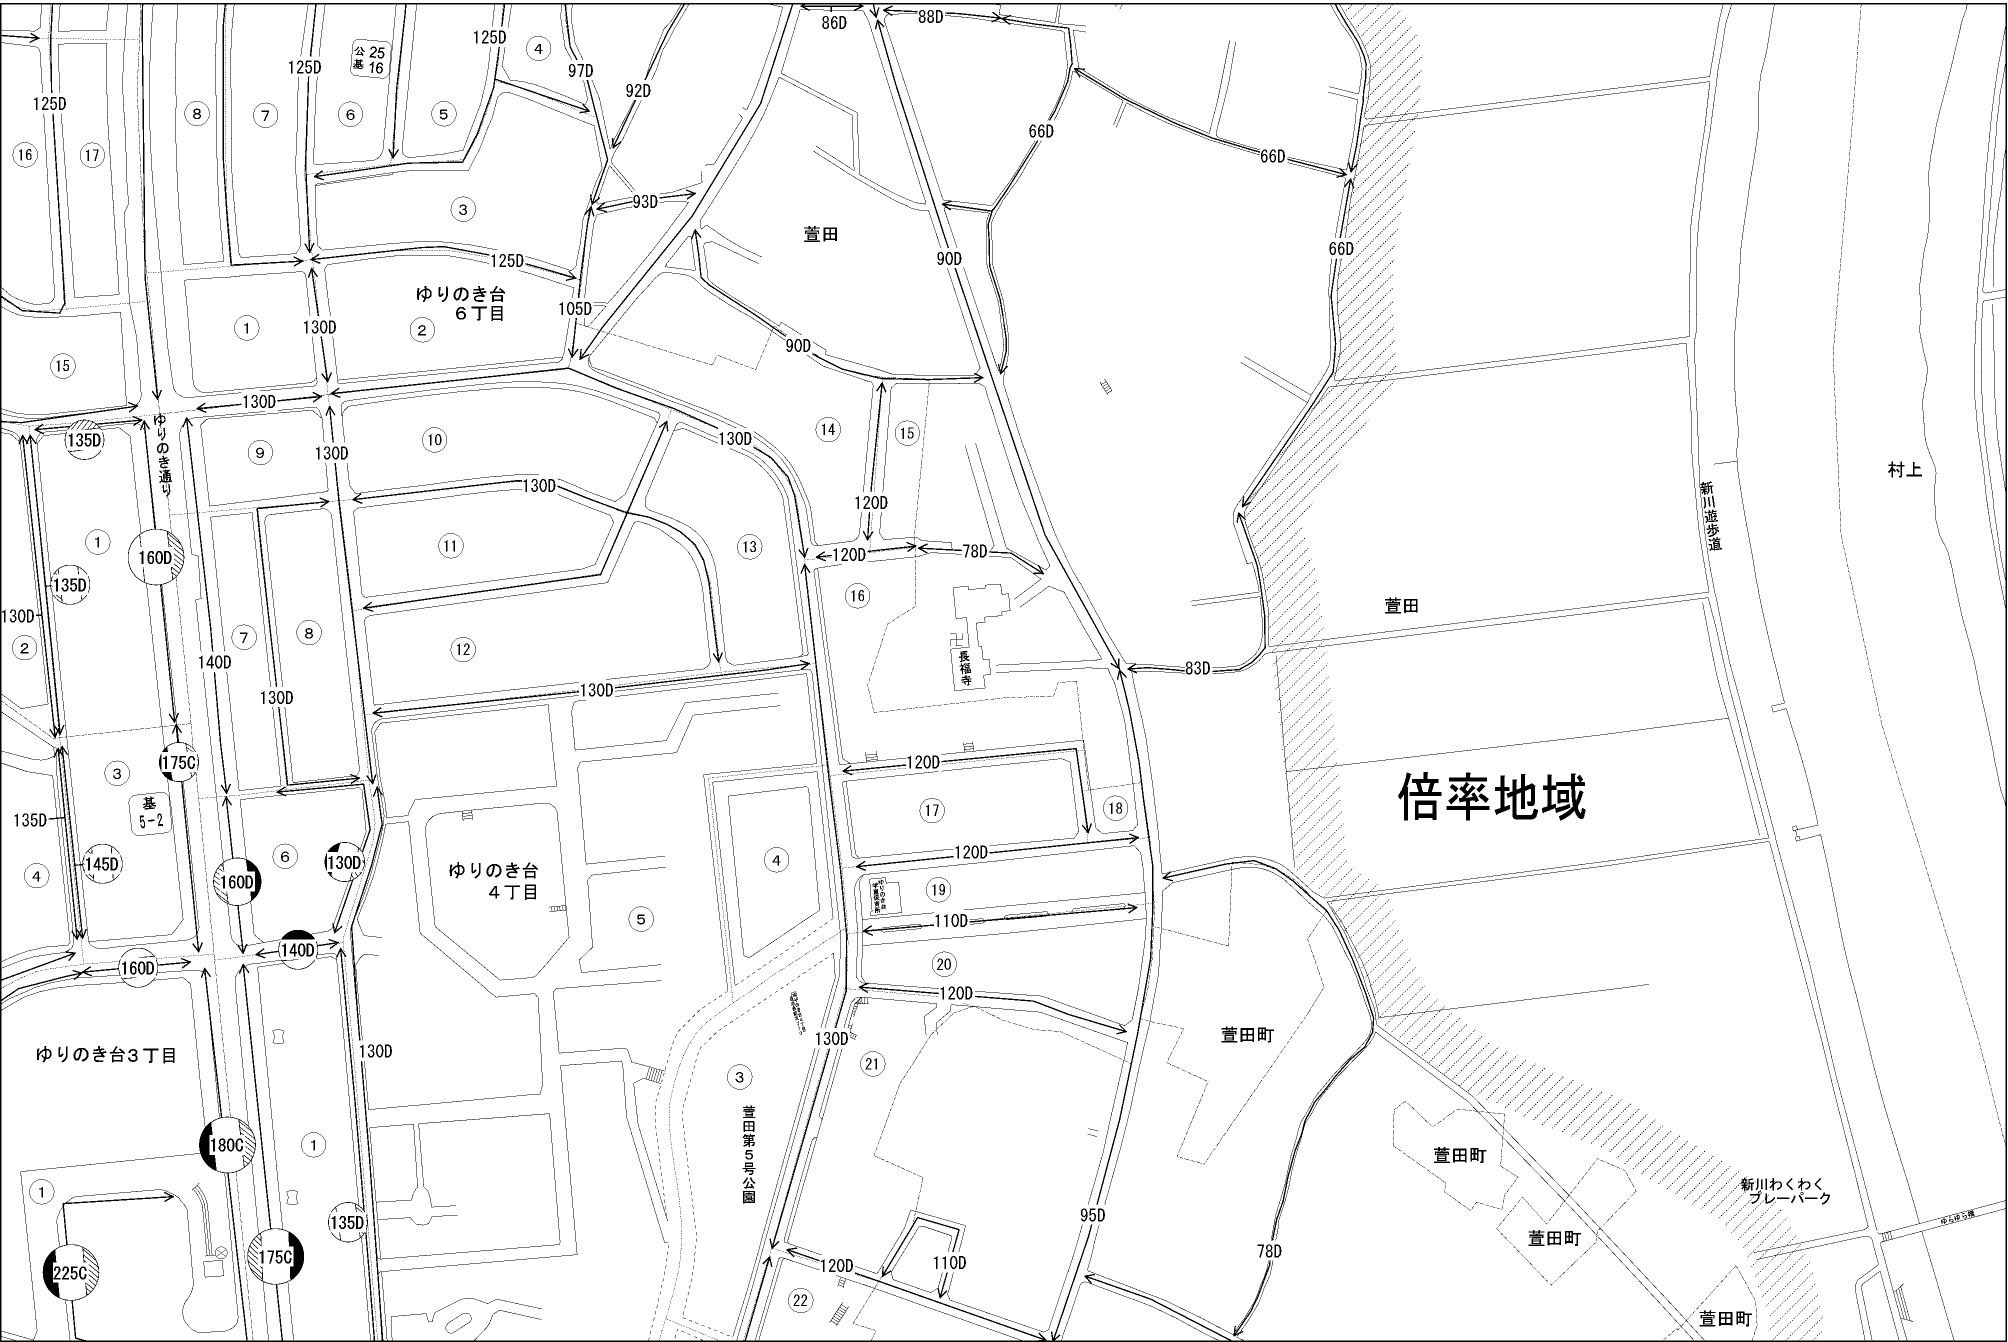 86D
88D
125D
④
公 25
基 16
125D
97D
92D
125D
⑧
⑦
⑥
⑤
66D
66D
⑯
⑰
③
93D
萱田
66D
90D
125D
ゆりのき台
６丁目
①
130D
②
105D
90D
⑮
130D
135D
ゆりのき通り
⑨
130D
⑩
130D
⑭
⑮
村上
130D
120D
新川遊歩道
①
160D
⑪
⑬
120D
78D
135D
130D
⑯
萱田
②
⑦
⑧
⑫
140D
長福寺
83D
130D
130D
175C
120D
③
基
5-2
倍率地域
135D
⑰
⑱
145D
④
160D
⑥
130D
ゆりのき台
４丁目
④
120D
⑲
110D
⑤
140D
160D
⑳
120D
萱田町
ゆりのき台３丁目
130D
130D
㉑
③
萱田第５号公園
180C
①
萱田町
①
新川わくわく
プレーパーク
135D
95D
ゆらゆら橋
萱田町
175C
225C
120D
110D
78D
㉒
萱田町